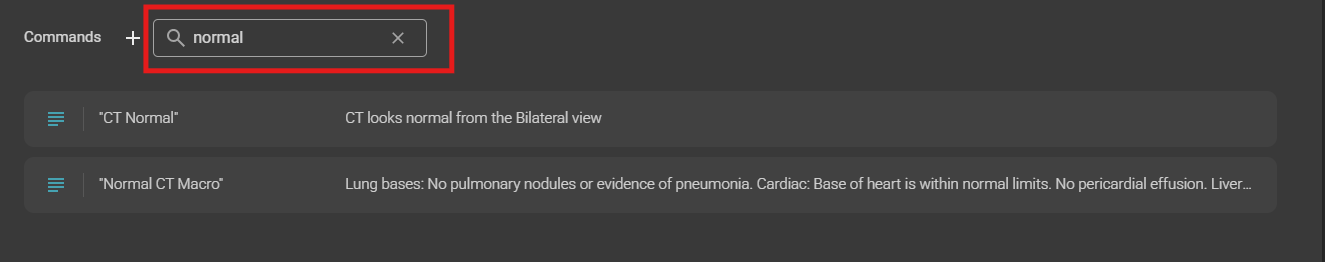 Commands + normal
"CT Normal" CT looks normal from the Bilateral view
"Normal CT Macro" Lung bases: No pulmonary nodules or evidence of pneumonia. Cardiac: Base of heart is within normal limits. No pericardial effusion. Liver...